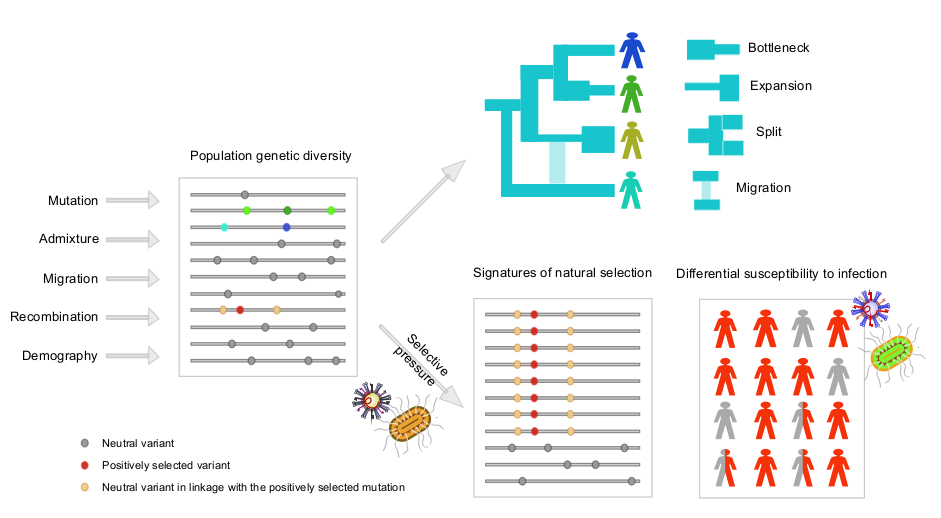 Population genetic diversity
Mutation
Admixture
Migration
Recombination
Demography
Bottleneck
Expansion
Split
Migration
Selective
pressure
Signatures of natural selection
Differential susceptibility to infection
Neutral variant
Positively selected variant
Neutral variant in linkage with the positively selected mutation